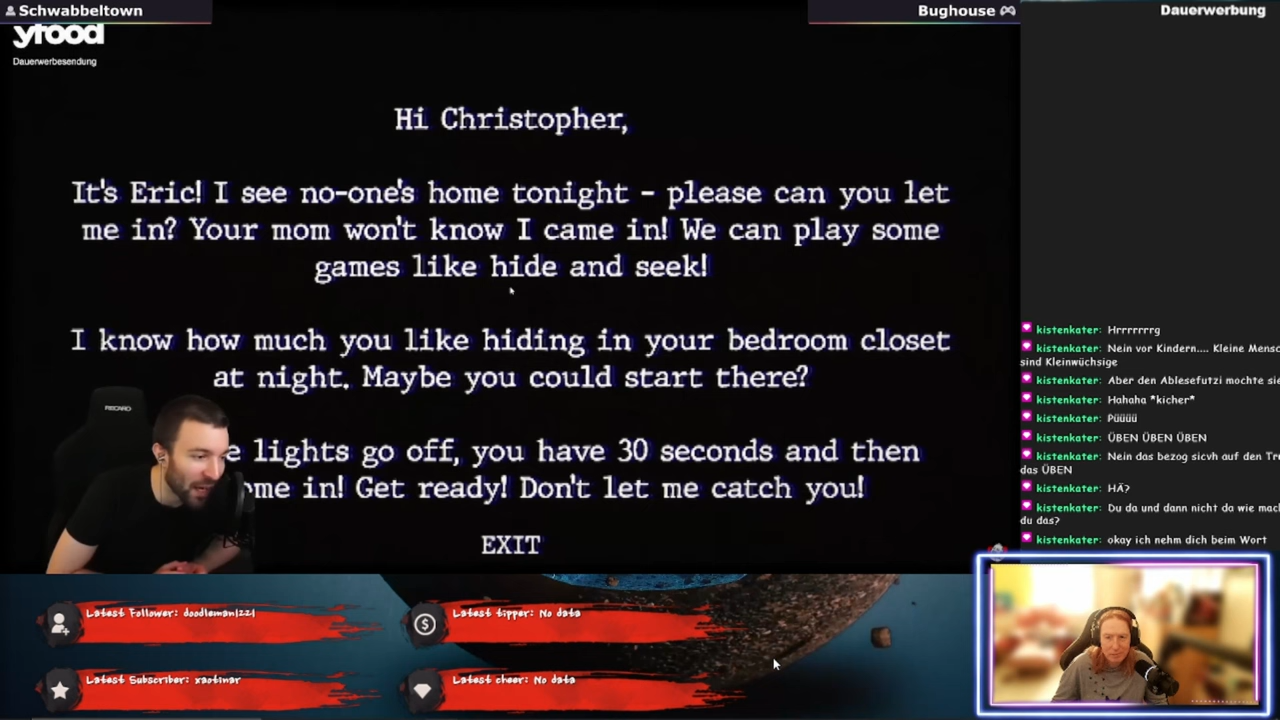 Schwabbeltown
Bughouse
Dauerwerbung
yfood
Dauerwerbesendung
Hi Christopher,
It's Eric! I see no-one's home tonight - please can you let
me in? Your mom won't know I came in! We can play some
games like hide and seek!
I know how much you like hiding in your bedroom closet
at night. Maybe you could start there?
e lights go off, you have 30 seconds and then
ome in! Get ready! Don't let me catch you!
EXIT
RECARO
kistenkater: Hrrrrrrrg
kistenkater: Nein vor Kindern.... Kleine Mensc
sind Kleinwüchsige
kistenkater: Aber den Ablesefutzi mochte sie
kistenkater: Hahaha *kicher*
kistenkater: Püüüü
kistenkater: ÜBEN ÜBEN ÜBEN
kistenkater: Nein das bezog sicvh auf den Tr
das ÜBEN
kistenkater: HÄ?
kistenkater: Du da und dann nicht da wie mac
du das?
kistenkater: okay ich nehm dich beim Wort
Latest Follower: doodleman1221
Latest tipper: No data
Latest Subscriber: xaotinar
Latest cheer: No data